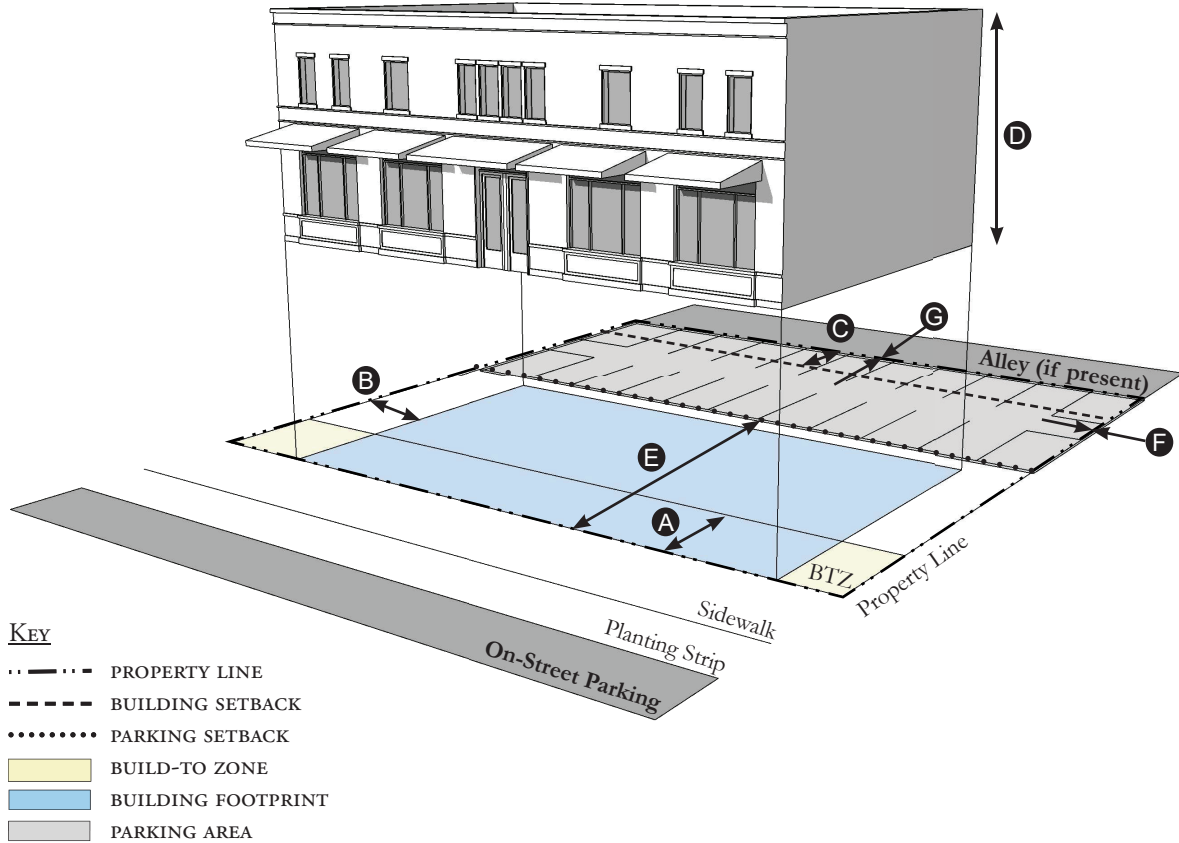 D
G
C
Alley (if present)
B
F
E
A
BTZ
Property Line
Sidewalk
Planting Strip
On-Street Parking
Key
PROPERTY LINE
BUILDING SETBACK
PARKING SETBACK
BUILD-TO ZONE
BUILDING FOOTPRINT
PARKING AREA